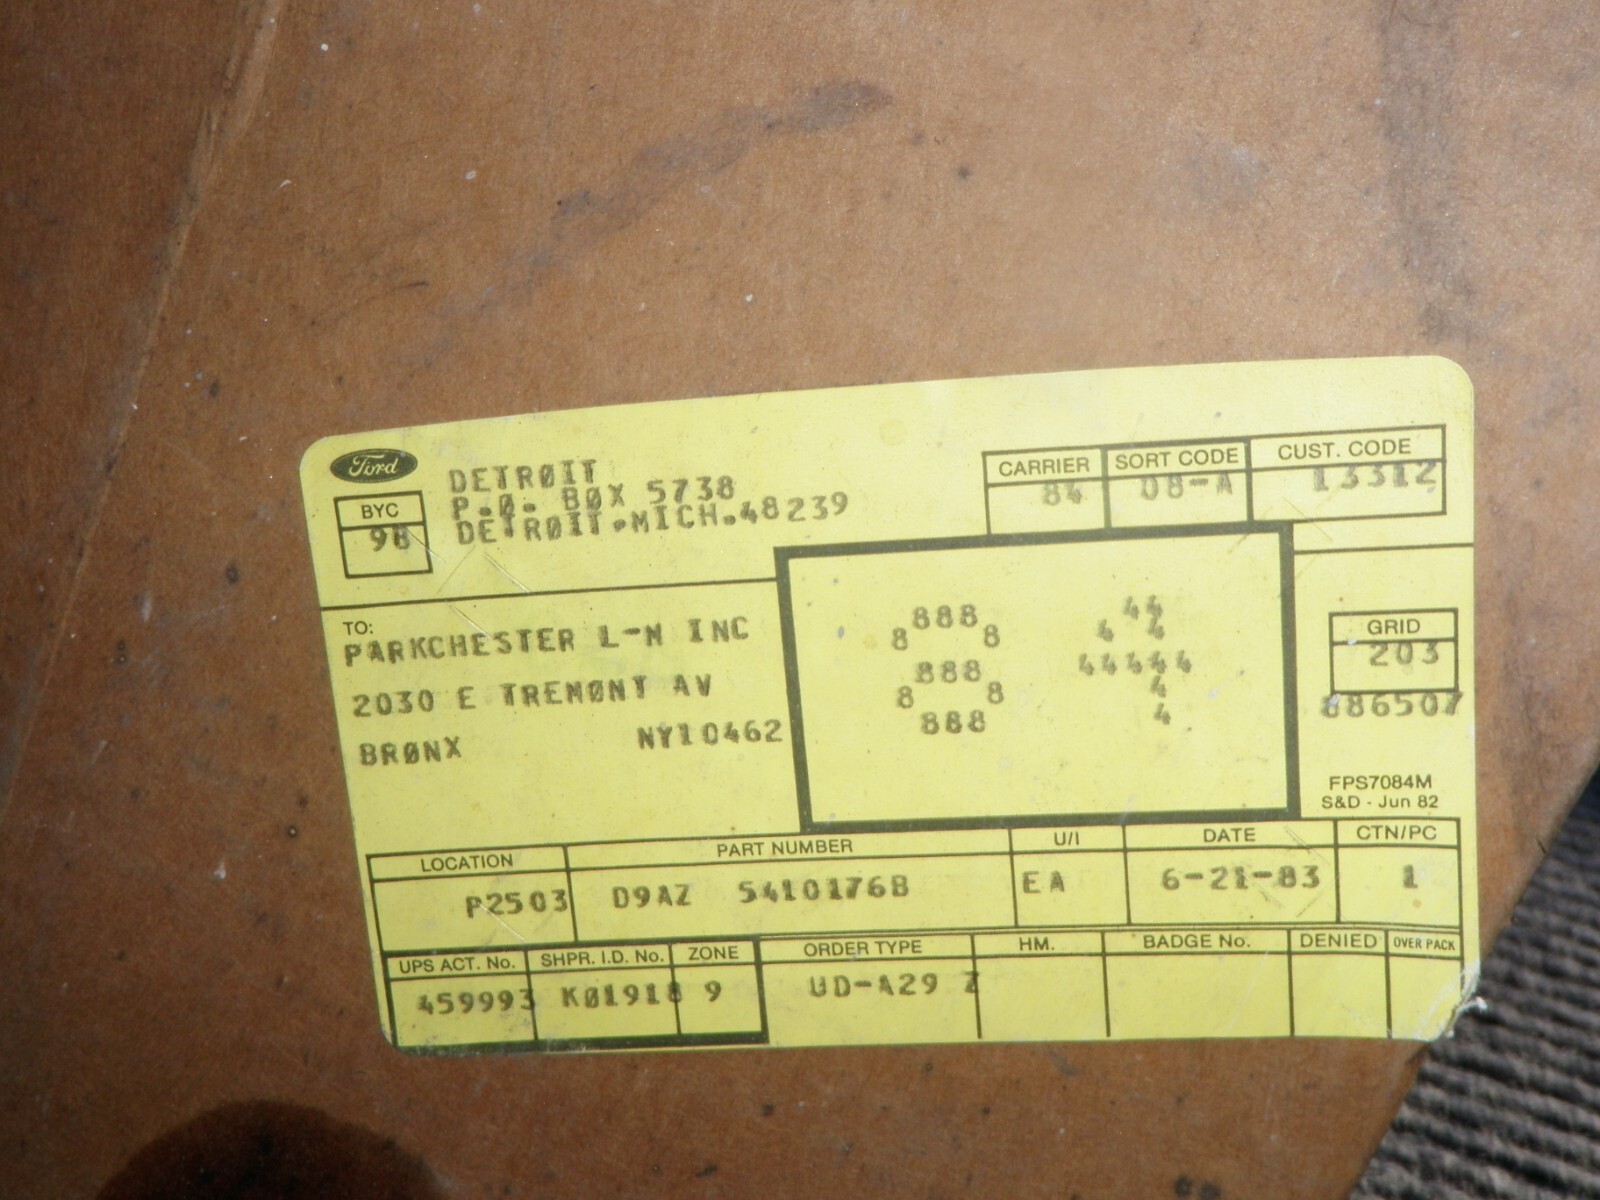 Ford
DETRØIT
P.Ø. BØX 5738
DETRØIT.MICH.48239
BYC
98
CARRIER SORT CODE CUST. CODE
84 08-A 13312
TO:
PARKCHESTER L-M INC
2030 E TREMØNT AV
BRØNX NY10462
888 44
8 8 4 4
888 44444
8 8 4
888 4
GRID
203
886507
FPS7084M
S&D - Jun 82
LOCATION PART NUMBER U/I DATE CTN/PC
P2503 D9AZ 5410176B EA 6-21-83 1
UPS ACT. No. SHPR. I.D. No. ZONE ORDER TYPE HM. BADGE No. DENIED OVER PACK
459993 KØ1918 9 UD-A29 Z